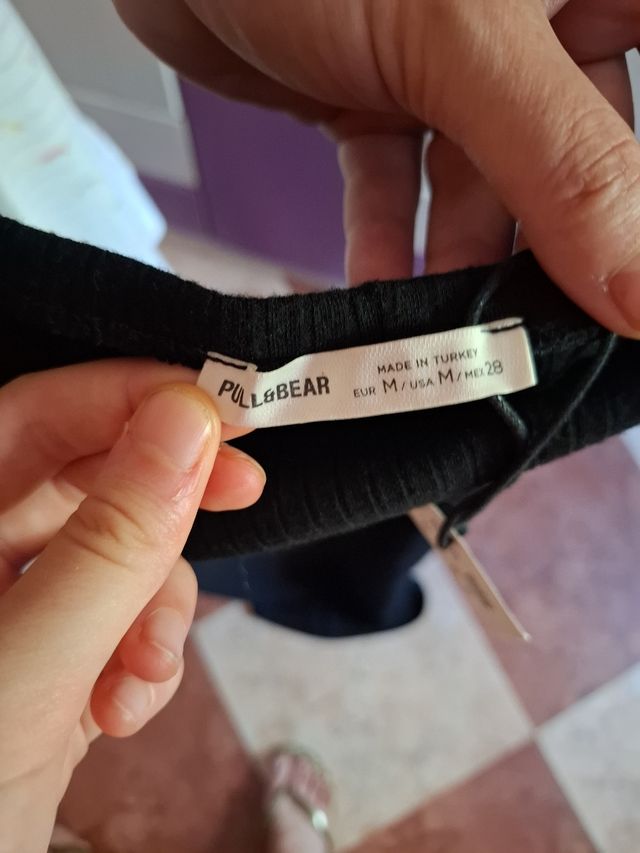 PULL&BEAR
MADE IN TURKEY
EUR M / USA M / MEX 28